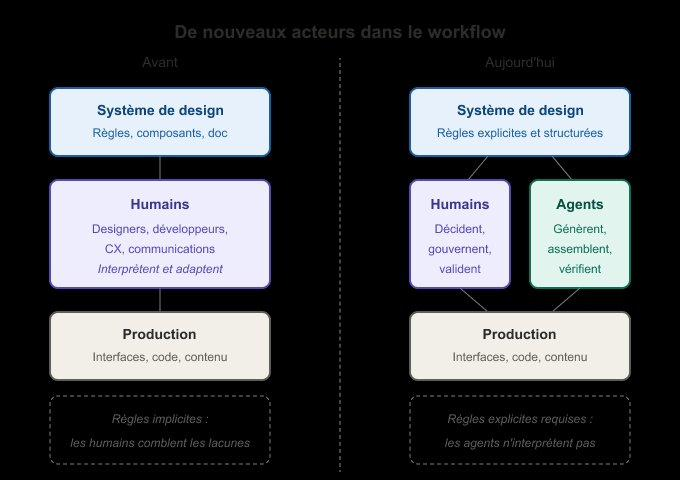 De nouveaux acteurs dans le workflow
Avant
Système de design
Règles, composants, doc
Humains
Designers, développeurs,
CX, communications
Interprètent et adaptent
Production
Interfaces, code, contenu
Règles implicites :
les humains comblent les lacunes
Aujourd'hui
Système de design
Règles explicites et structurées
Humains
Décident,
gouvernent,
valident
Agents
Génèrent,
assemblent,
vérifient
Production
Interfaces, code, contenu
Règles explicites requises :
les agents n'interprètent pas